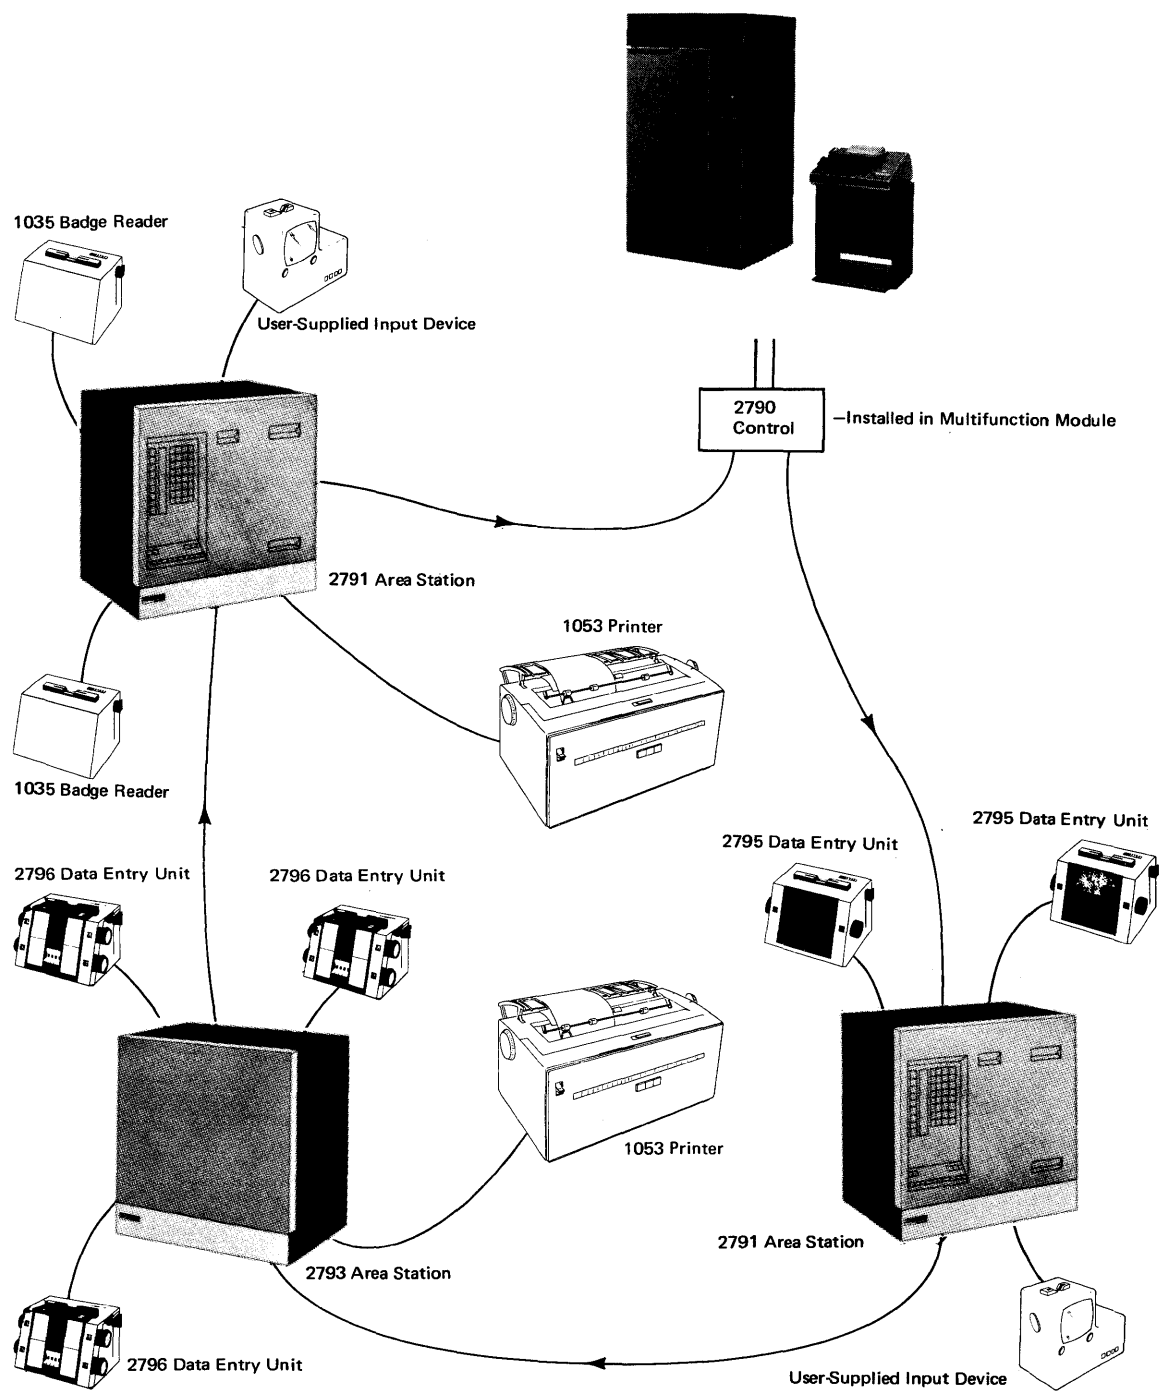 1035 Badge Reader
User-Supplied Input Device
2790
Control
–Installed in Multifunction Module
2791 Area Station
1053 Printer
1035 Badge Reader
2795 Data Entry Unit
2795 Data Entry Unit
2796 Data Entry Unit
2796 Data Entry Unit
1053 Printer
2791 Area Station
2793 Area Station
2796 Data Entry Unit
User-Supplied Input Device